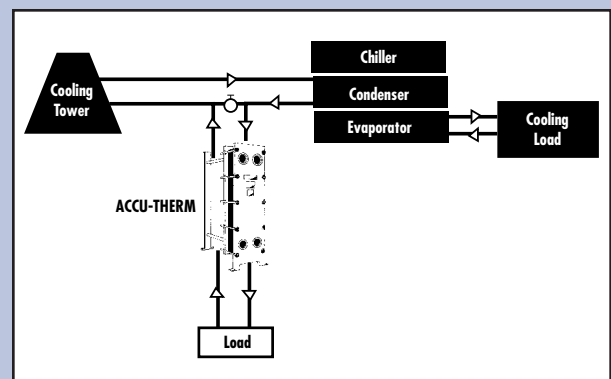 Chiller
Cooling
Tower
Condenser
Evaporator
Cooling
Load
ACCU-THERM
Load